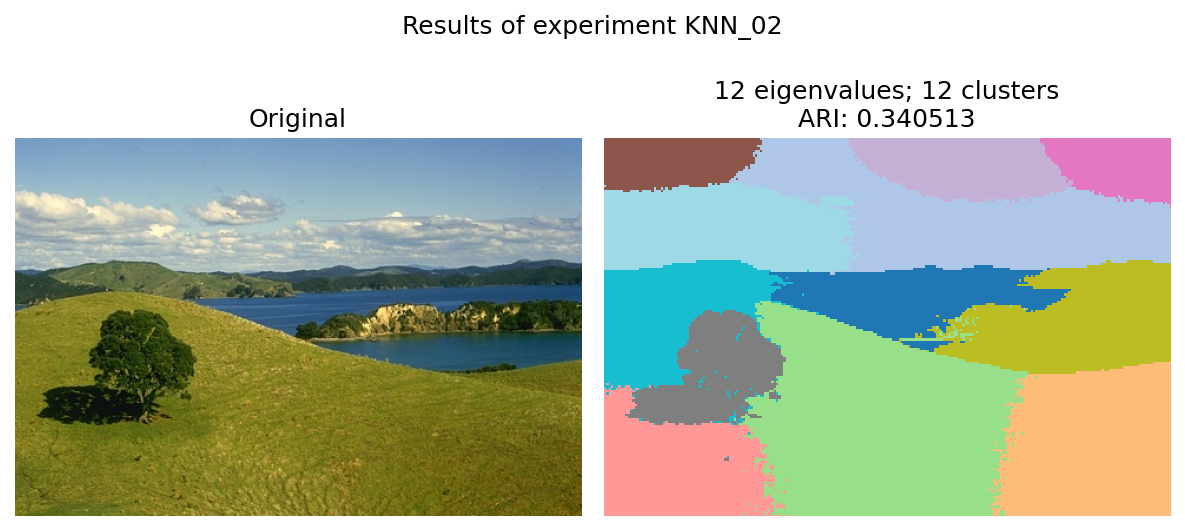 Results of experiment KNN_02
Original
12 eigenvalues; 12 clusters
ARI: 0.340513